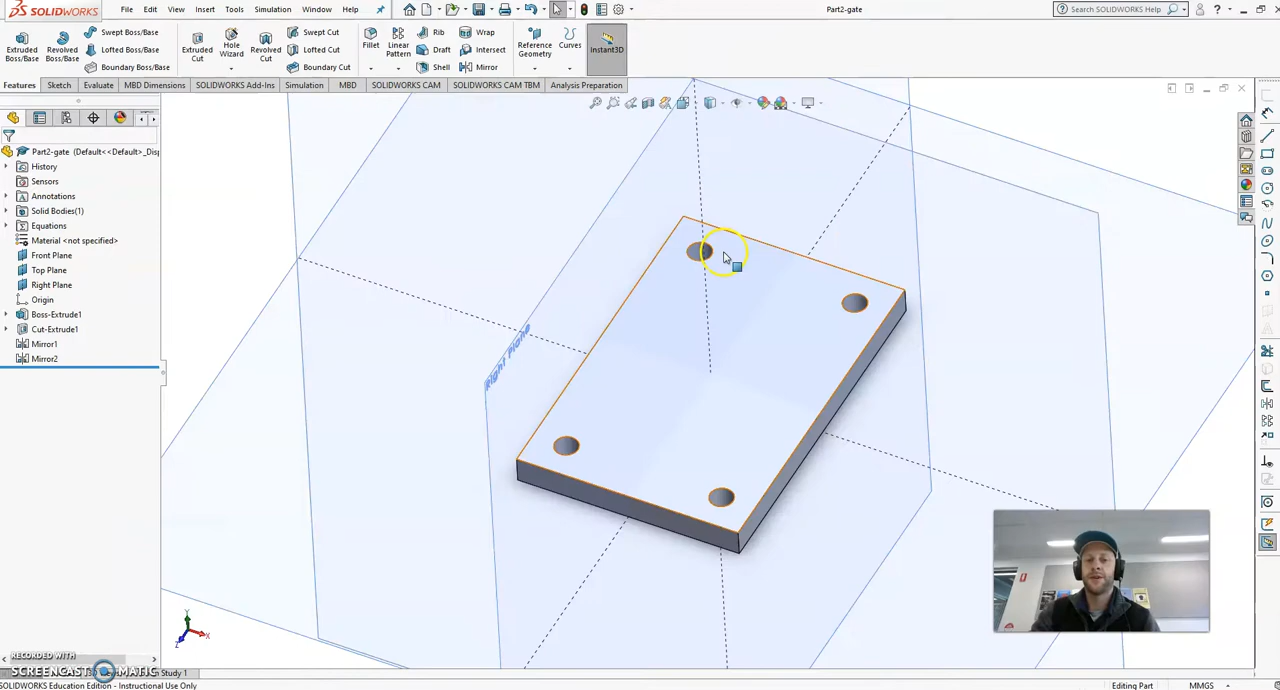 SOLIDWORKS File Edit View Insert Tools Simulation Window Help Part2-gate Search SOLIDWORKS Help
Extruded Boss/Base Revolved Boss/Base Swept Boss/Base Lofted Boss/Base Boundary Boss/Base Extruded Cut Hole Wizard Revolved Cut Swept Cut Lofted Cut Boundary Cut Fillet Linear Pattern Rib Draft Shell Wrap Intersect Mirror Reference Geometry Curves Instant3D
Features Sketch Evaluate MBD Dimensions SOLIDWORKS Add-Ins Simulation MBD SOLIDWORKS CAM SOLIDWORKS CAM TBM Analysis Preparation
Part2-gate (Default<<Default>_Disp
History
Sensors
Annotations
Solid Bodies(1)
Equations
Material <not specified>
Front Plane
Top Plane
Right Plane
Origin
Boss-Extrude1
Cut-Extrude1
Mirror1
Mirror2
Right Plane
Y
X
Z
RECORDED WITH
SCREENCAST-O-MATIC Study 1
SOLIDWORKS Education Edition - Instructional Use Only Editing Part MMGS